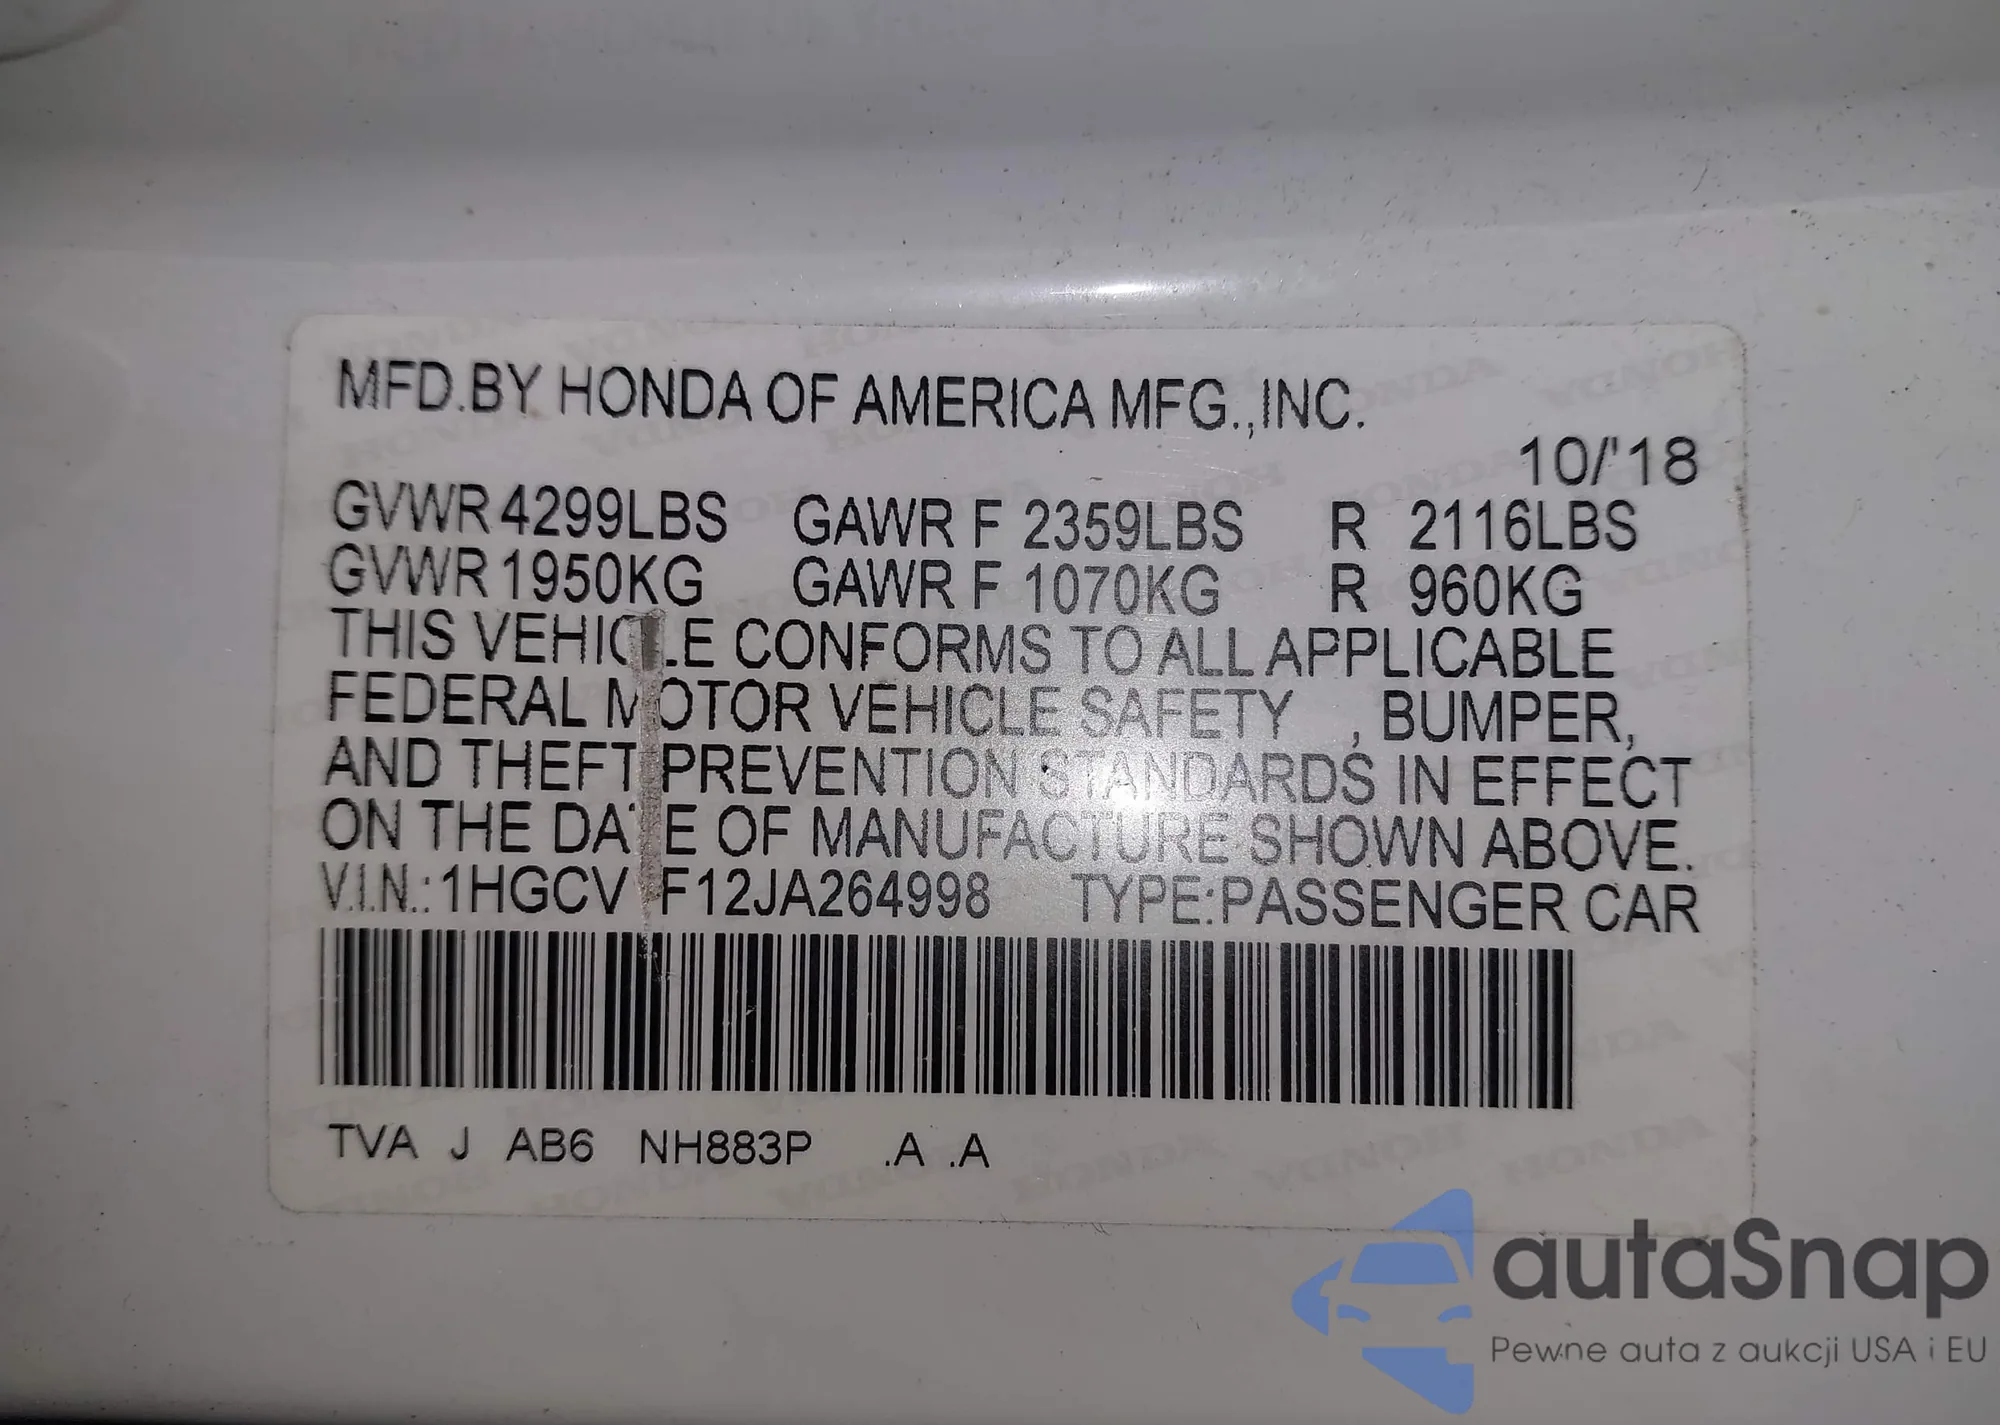 MFD.BY HONDA OF AMERICA MFG.,INC.
10/'18
GVWR 4299LBS GAWR F 2359LBS R 2116LBS
GVWR 1950KG GAWR F 1070KG R 960KG
THIS VEHICLE CONFORMS TO ALL APPLICABLE
FEDERAL MOTOR VEHICLE SAFETY , BUMPER,
AND THEFT PREVENTION STANDARDS IN EFFECT
ON THE DATE OF MANUFACTURE SHOWN ABOVE.
V.I.N.: TYPE:PASSENGER CAR
TVA J AB6 NH883P .A .A
autaSnap
Pewne auta z aukcji USA i EU